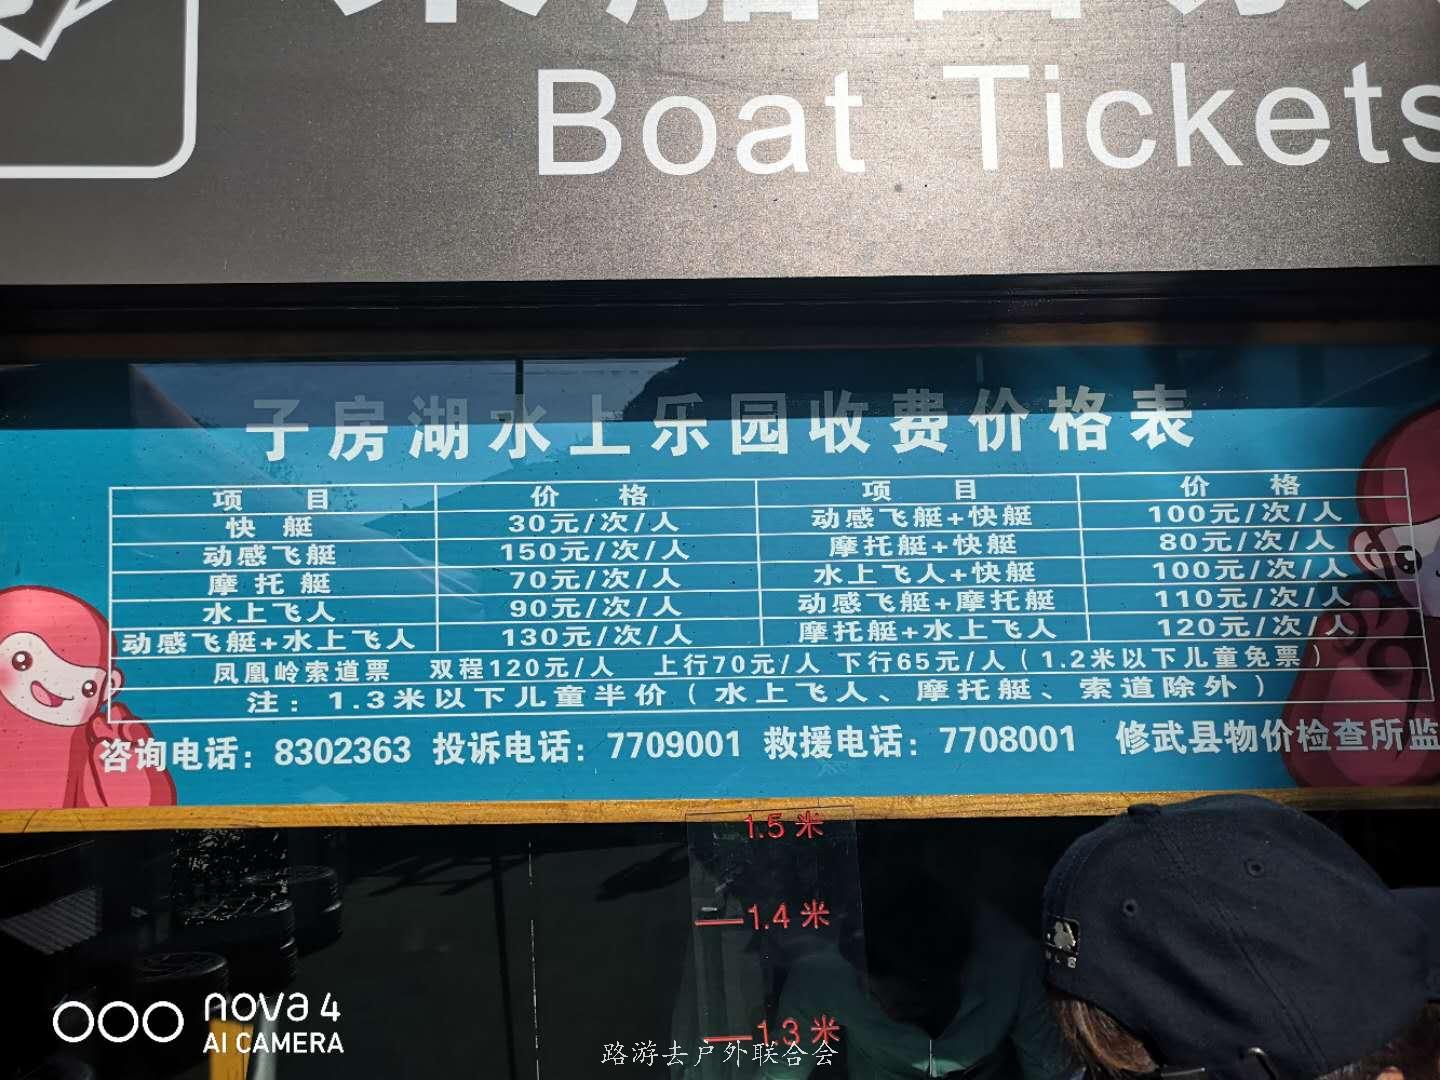 Boat Tickets
子房湖水上乐园收费价格表
项 目 价 格 项 目 价 格
快 艇 30元/次/人 动感飞艇+快艇 100元/次/人
动感飞艇 150元/次/人 摩托艇+快艇 80元/次/人
摩 托 艇 70元/次/人 水上飞人+快艇 100元/次/人
水上飞人 90元/次/人 动感飞艇+摩托艇 110元/次/人
动感飞艇+水上飞人 130元/次/人 摩托艇+水上飞人 120元/次/人
凤凰岭索道票 双程120元/人 上行70元/人 下行65元/人（1.2米以下儿童免票）
注：1.3米以下儿童半价（水上飞人、摩托艇、索道除外）
咨询电话：8302363 投诉电话：7709001 救援电话：7708001 修武县物价检查所监
1.5 米
1.4 米
1.3 米
nova 4
AI CAMERA
路游去户外联合会